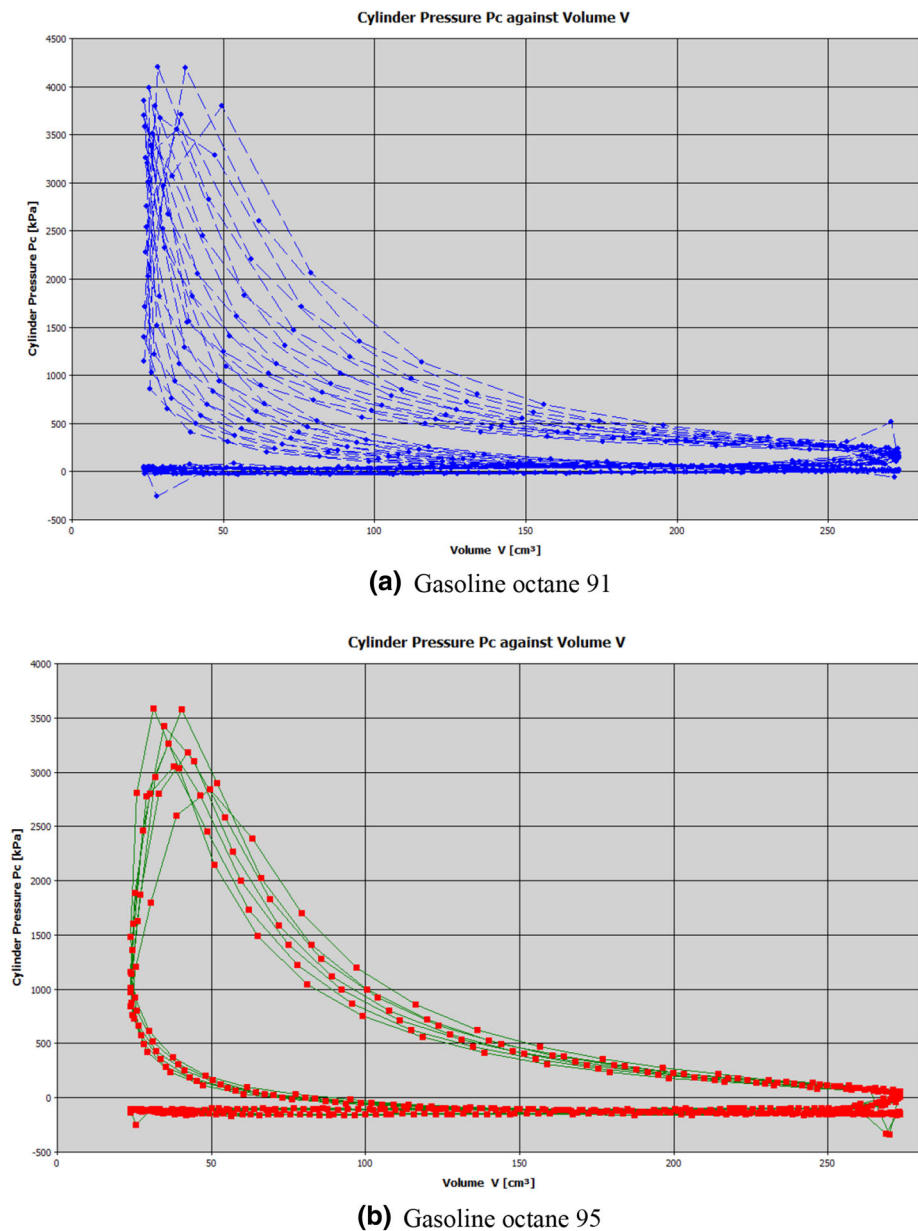 Cylinder Pressure Pc against Volume V
4500
4000
3500
3000
2500
2000
1500
1000
500
0
-500
Cylinder Pressure Pc [kPa]
0 50 100 150 200 250
Volume V [cm³]
(a) Gasoline octane 91
Cylinder Pressure Pc against Volume V
4000
3500
3000
2500
2000
1500
1000
500
0
-500
Cylinder Pressure Pc [kPa]
0 50 100 150 200 250
Volume V [cm³]
(b) Gasoline octane 95